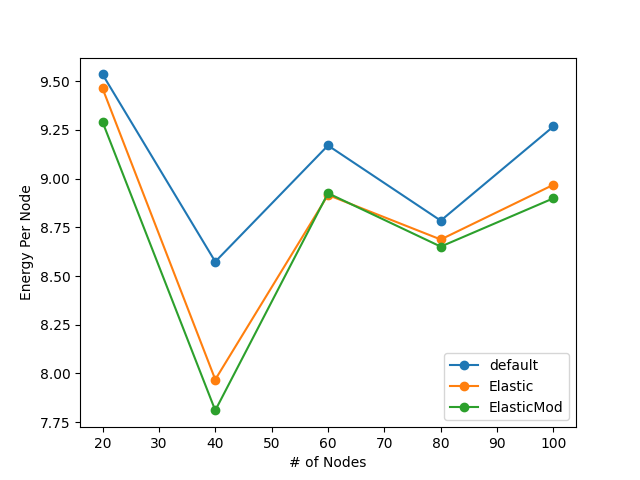 9.50
9.25
9.00
8.75
8.50
8.25
8.00
7.75
Energy Per Node
default
Elastic
ElasticMod
20 30 40 50 60 70 80 90 100
# of Nodes